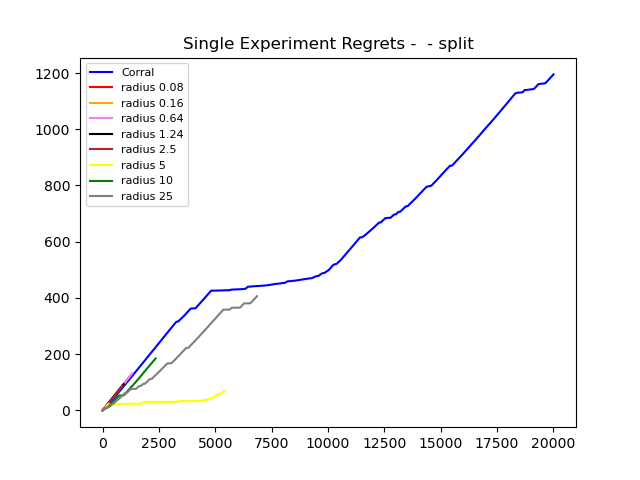 Single Experiment Regrets -  - split
Corral
radius 0.08
radius 0.16
radius 0.64
radius 1.24
radius 2.5
radius 5
radius 10
radius 25
1200
1000
800
600
400
200
0
0 2500 5000 7500 10000 12500 15000 17500 20000